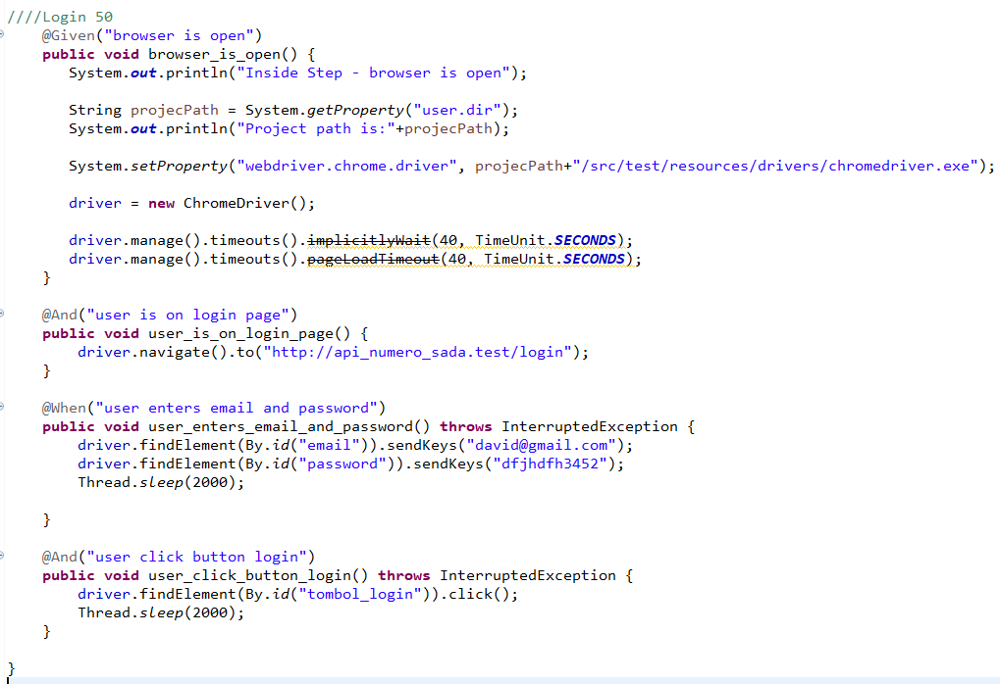 ////Login 50
@Given("browser is open")
public void browser_is_open() {
System.out.println("Inside Step - browser is open");
String projecPath = System.getProperty("user.dir");
System.out.println("Project path is:"+projecPath);
System.setProperty("webdriver.chrome.driver", projecPath+"/src/test/resources/drivers/chromedriver.exe");
driver = new ChromeDriver();
driver.manage().timeouts().implicitlyWait(40, TimeUnit.SECONDS);
driver.manage().timeouts().pageLoadTimeout(40, TimeUnit.SECONDS);
}
@And("user is on login page")
public void user_is_on_login_page() {
driver.navigate().to("http://api_numero_sada.test/login");
}
@When("user enters email and password")
public void user_enters_email_and_password() throws InterruptedException {
driver.findElement(By.id("email")).sendKeys("david@gmail.com");
driver.findElement(By.id("password")).sendKeys("dfjhdfh3452");
Thread.sleep(2000);
}
@And("user click button login")
public void user_click_button_login() throws InterruptedException {
driver.findElement(By.id("tombol_login")).click();
Thread.sleep(2000);
}
}